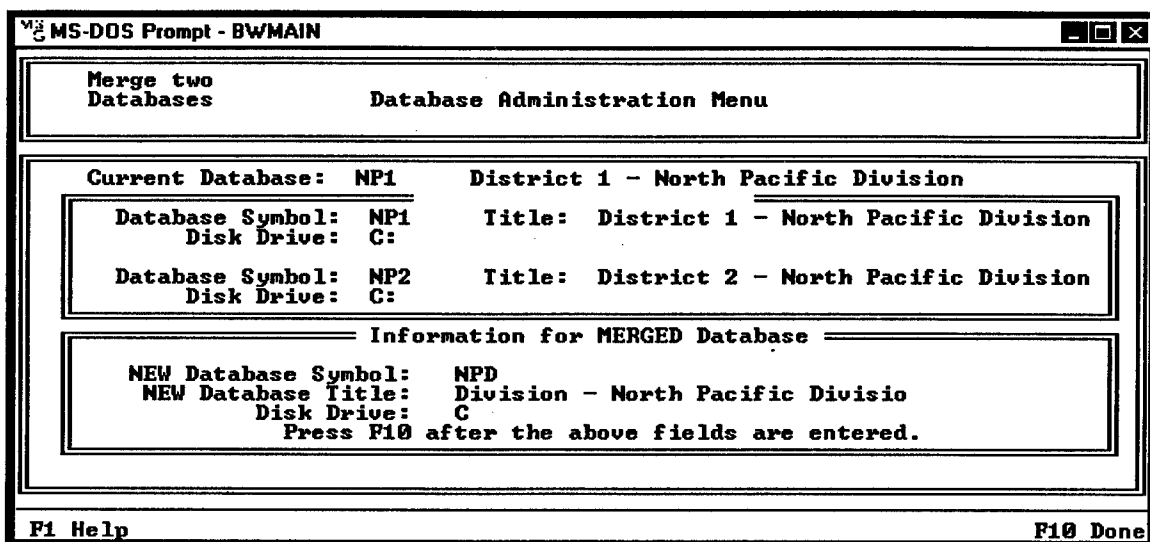 MS-DOS Prompt - BWMAIN
Merge two
Databases Database Administration Menu
Current Database: NP1 District 1 - North Pacific Division
Database Symbol: NP1 Title: District 1 - North Pacific Division
Disk Drive: C:
Database Symbol: NP2 Title: District 2 - North Pacific Division
Disk Drive: C:
Information for MERGED Database
NEW Database Symbol: NPD
NEW Database Title: Division - North Pacific Divisio
Disk Drive: C
Press F10 after the above fields are entered.
F1 Help F10 Done